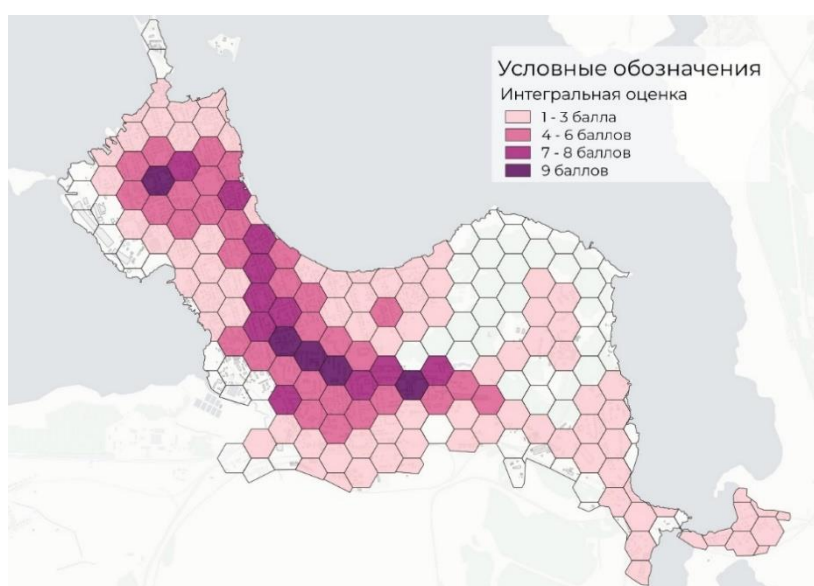 Условные обозначения
Интегральная оценка
1 - 3 балла
4 - 6 баллов
7 - 8 баллов
9 баллов